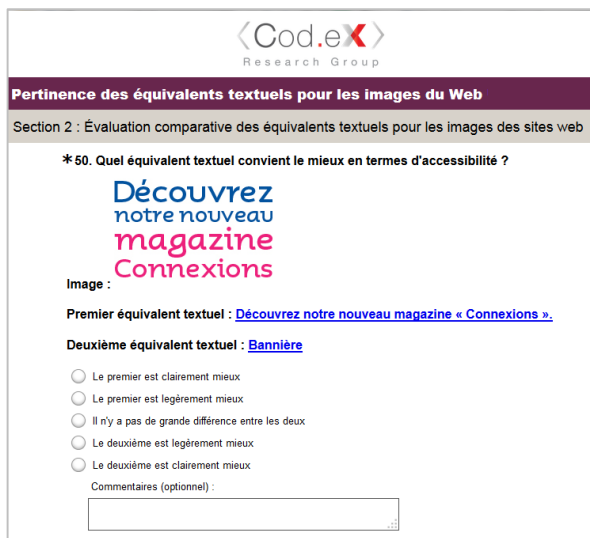 〈Cod.eX〉
Research Group
Pertinence des équivalents textuels pour les images du Web
Section 2 : Évaluation comparative des équivalents textuels pour les images des sites web
* 50. Quel équivalent textuel convient le mieux en termes d'accessibilité ?
Découvrez
notre nouveau
magazine
Connexions
Image :
Premier équivalent textuel : Découvrez notre nouveau magazine « Connexions ».
Deuxième équivalent textuel : Bannière
Le premier est clairement mieux
Le premier est legèrement mieux
Il n'y a pas de grande différence entre les deux
Le deuxième est legèrement mieux
Le deuxième est clairement mieux
Commentaires (optionnel) :